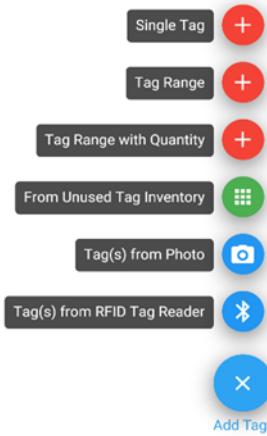 Single Tag
Tag Range
Tag Range with Quantity
From Unused Tag Inventory
Tag(s) from Photo
Tag(s) from RFID Tag Reader
Add Tag